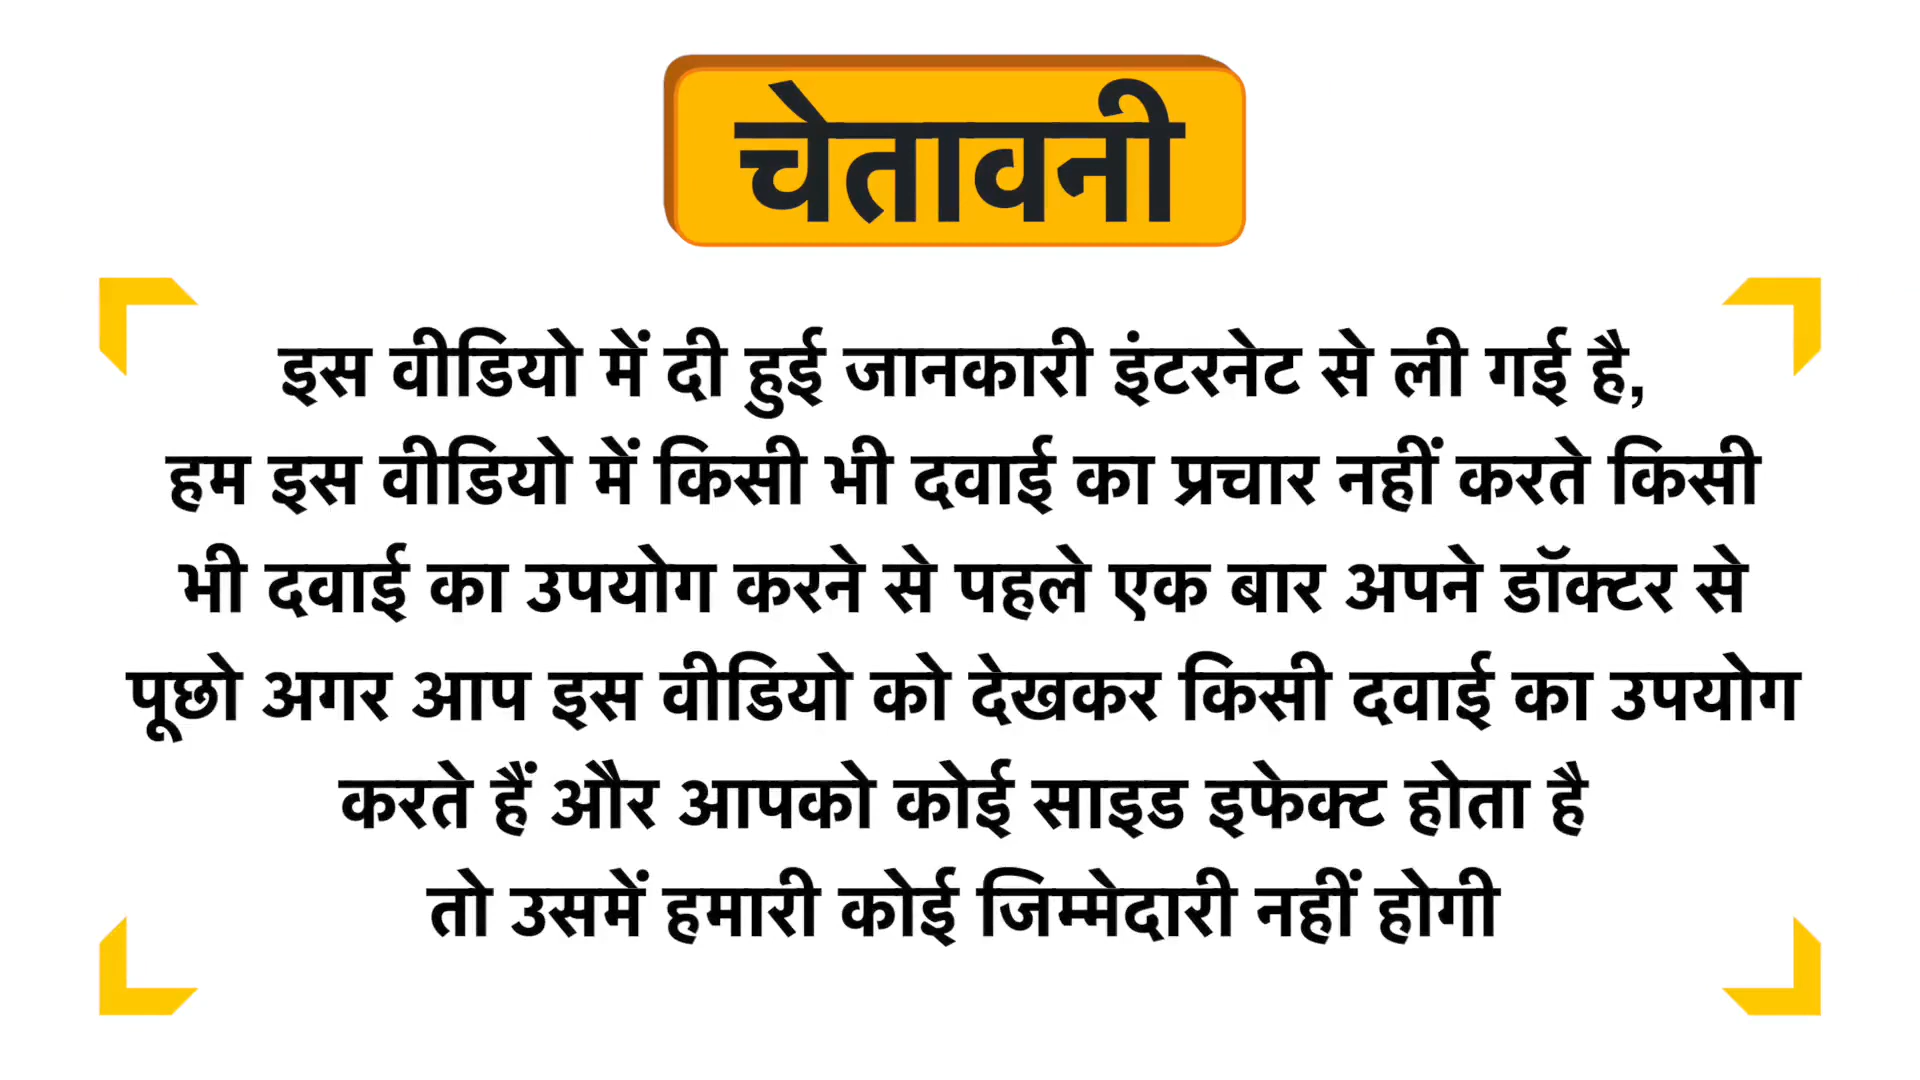 चेतावनी
इस वीडियो में दी हुई जानकारी इंटरनेट से ली गई है,
हम इस वीडियो में किसी भी दवाई का प्रचार नहीं करते किसी
भी दवाई का उपयोग करने से पहले एक बार अपने डॉक्टर से
पूछो अगर आप इस वीडियो को देखकर किसी दवाई का उपयोग
करते हैं और आपको कोई साइड इफेक्ट होता है
तो उसमें हमारी कोई जिम्मेदारी नहीं होगी